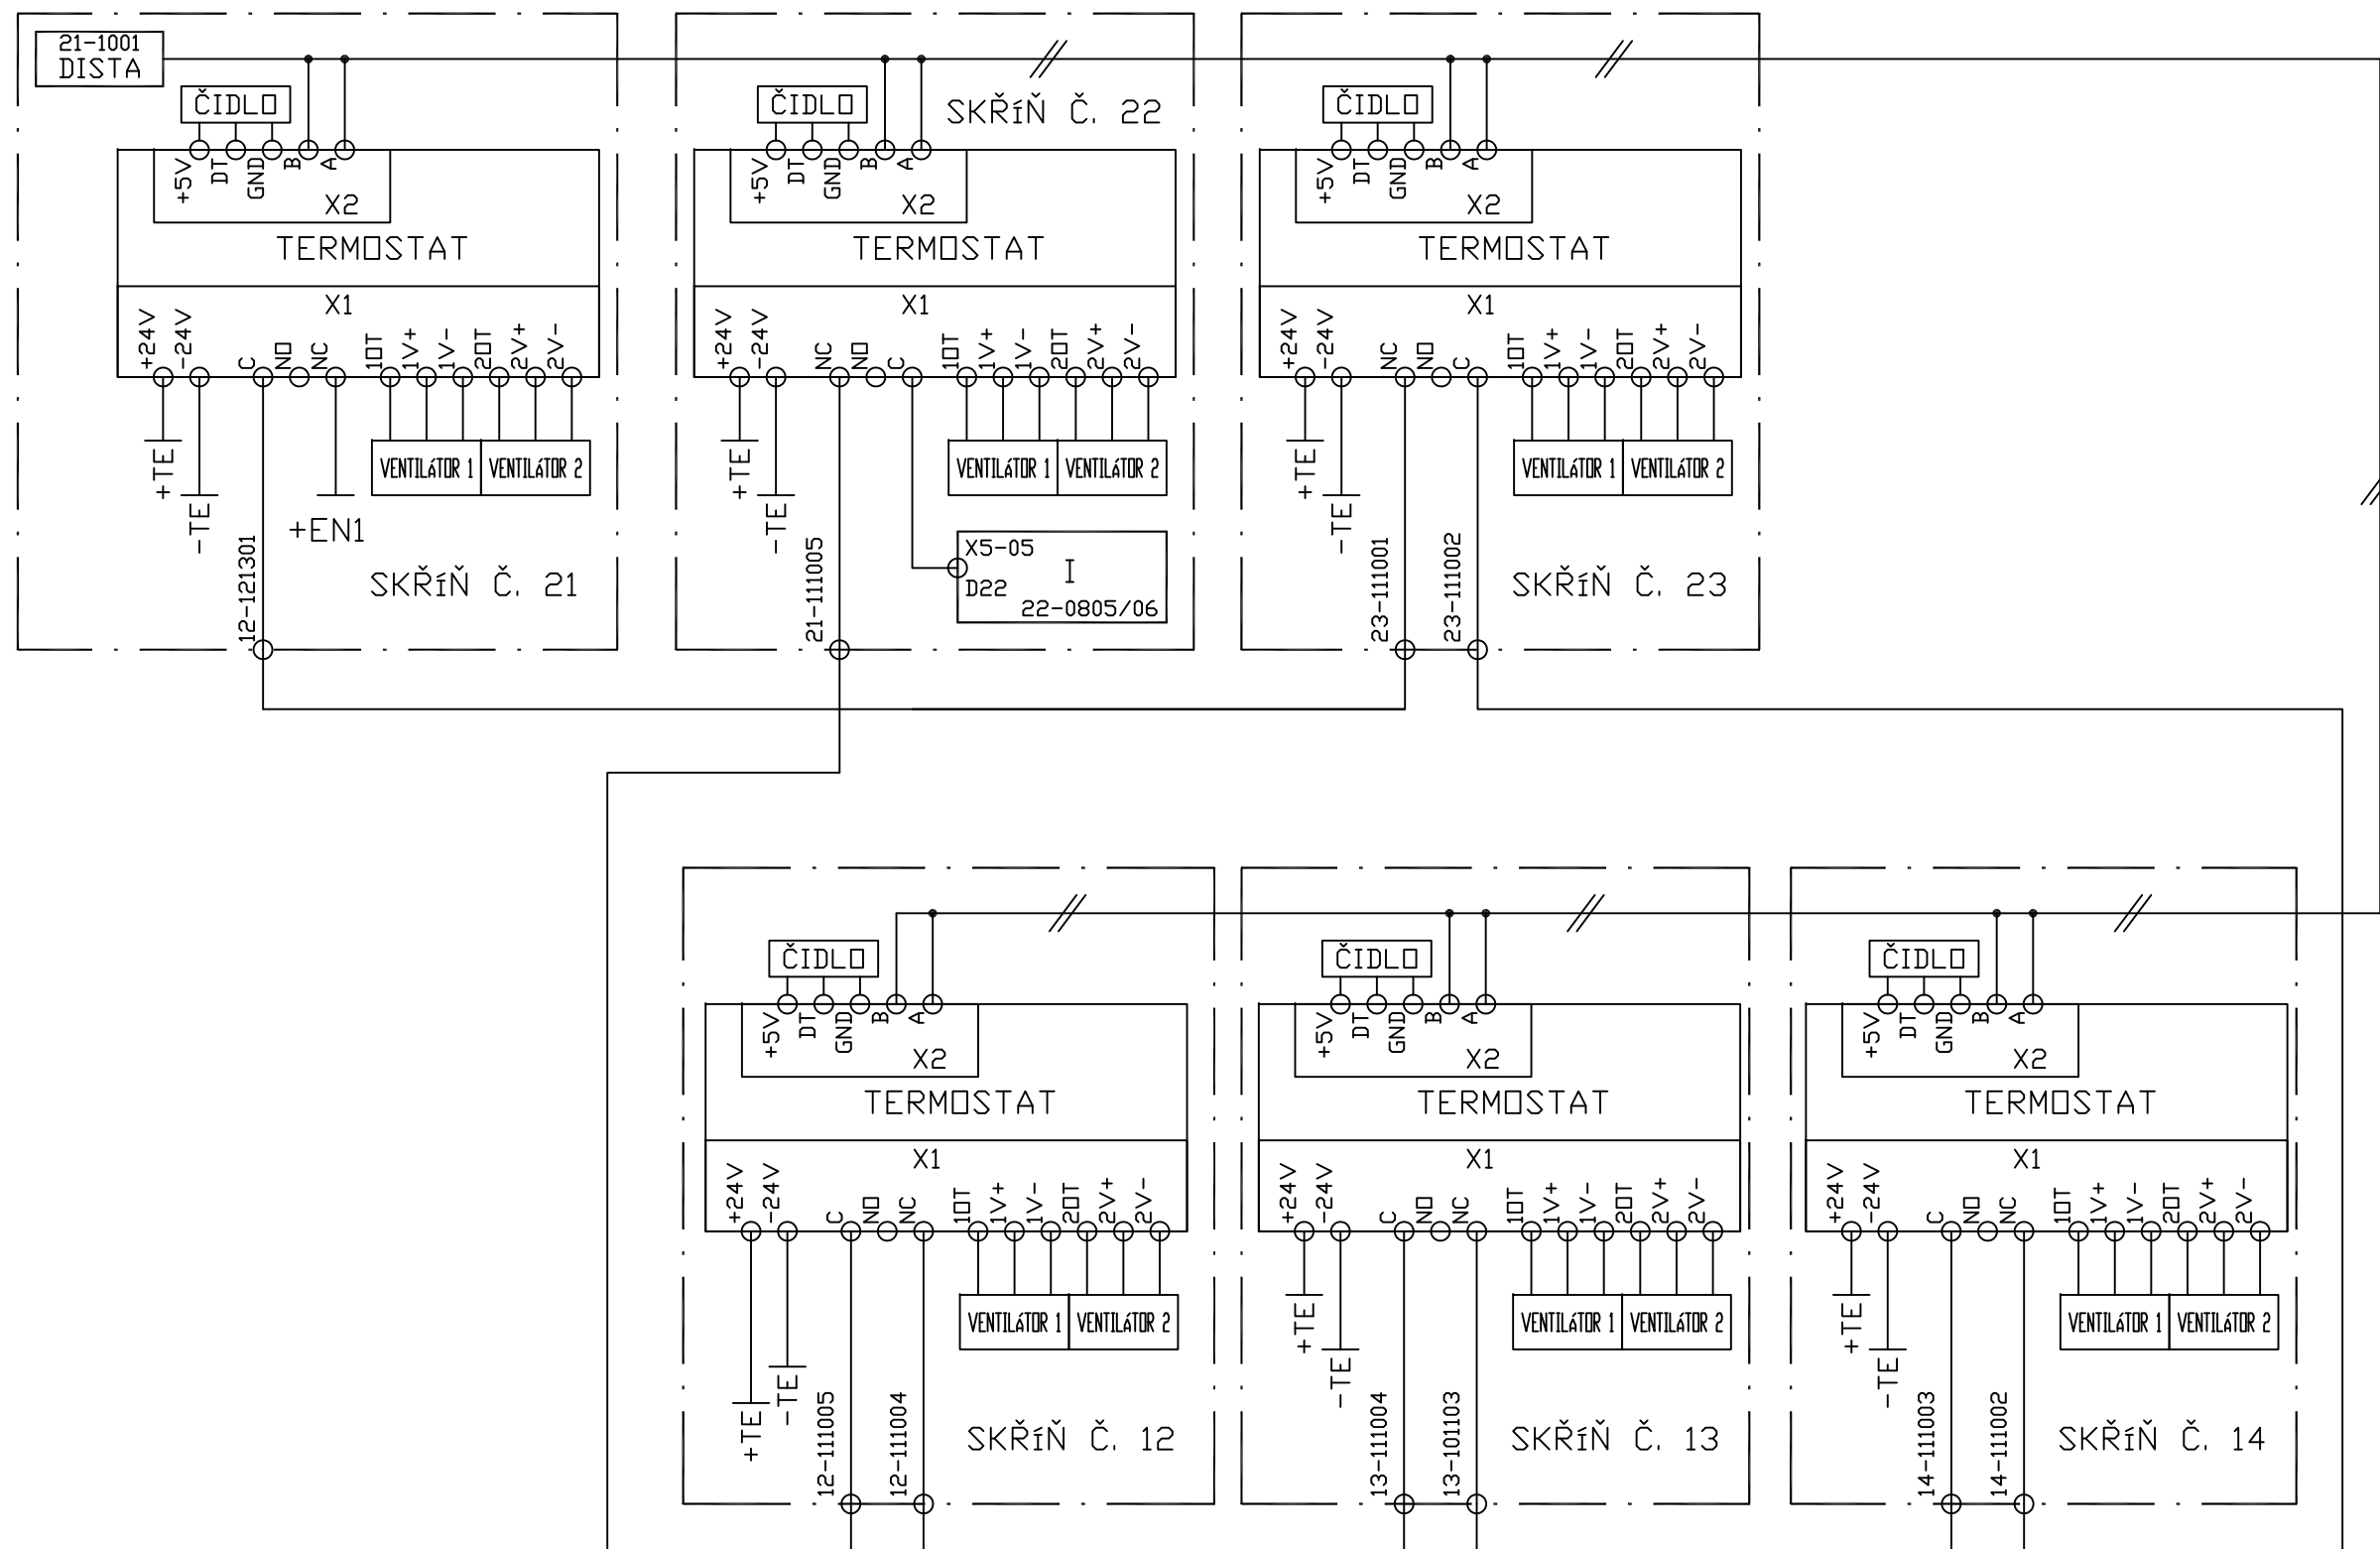 21-1001
DISTA
ČIDLO
+5V DT GND B A
X2
TERMOSTAT
X1
+24V -24V C NO NC 1OT 1V+ 1V- 2OT 2V+ 2V-
VENTILÁTOR 1 VENTILÁTOR 2
+TE
-TE
+EN1
12-121301
SKŘÍŇ Č. 21
ČIDLO
SKŘÍŇ Č. 22
+5V DT GND B A
X2
TERMOSTAT
X1
+24V -24V NC NO C 1OT 1V+ 1V- 2OT 2V+ 2V-
VENTILÁTOR 1 VENTILÁTOR 2
+TE
-TE
21-111005
X5-05
I
D22
22-0805/06
ČIDLO
+5V DT GND B A
X2
TERMOSTAT
X1
+24V -24V NC NO C 1OT 1V+ 1V- 2OT 2V+ 2V-
VENTILÁTOR 1 VENTILÁTOR 2
+TE
-TE
23-111001
23-111002
SKŘÍŇ Č. 23
ČIDLO
+5V DT GND B A
X2
TERMOSTAT
X1
+24V -24V C NO NC 1OT 1V+ 1V- 2OT 2V+ 2V-
VENTILÁTOR 1 VENTILÁTOR 2
+TE
-TE
12-111005
12-111004
SKŘÍŇ Č. 12
ČIDLO
+5V DT GND B A
X2
TERMOSTAT
X1
+24V -24V C NO NC 1OT 1V+ 1V- 2OT 2V+ 2V-
VENTILÁTOR 1 VENTILÁTOR 2
+TE
-TE
13-111004
13-101103
SKŘÍŇ Č. 13
ČIDLO
+5V DT GND B A
X2
TERMOSTAT
X1
+24V -24V C NO NC 1OT 1V+ 1V- 2OT 2V+ 2V-
VENTILÁTOR 1 VENTILÁTOR 2
+TE
-TE
14-111003
14-111002
SKŘÍŇ Č. 14